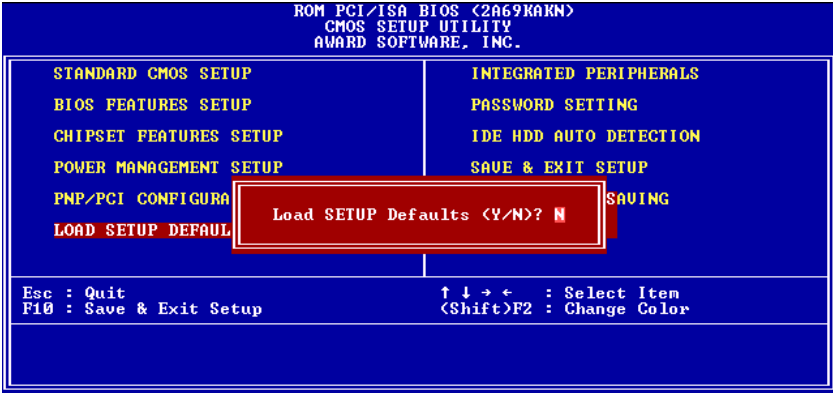 ROM PCI/ISA BIOS (2A69KAKN)
CMOS SETUP UTILITY
AWARD SOFTWARE, INC.
STANDARD CMOS SETUP
BIOS FEATURES SETUP
CHIPSET FEATURES SETUP
POWER MANAGEMENT SETUP
PNP/PCI CONFIGURA
LOAD SETUP DEFAUL
INTEGRATED PERIPHERALS
PASSWORD SETTING
IDE HDD AUTO DETECTION
SAVE & EXIT SETUP
SAVING
Load SETUP Defaults (Y/N)? N
Esc : Quit
F10 : Save & Exit Setup
↑ ↓ → ← : Select Item
(Shift)F2 : Change Color